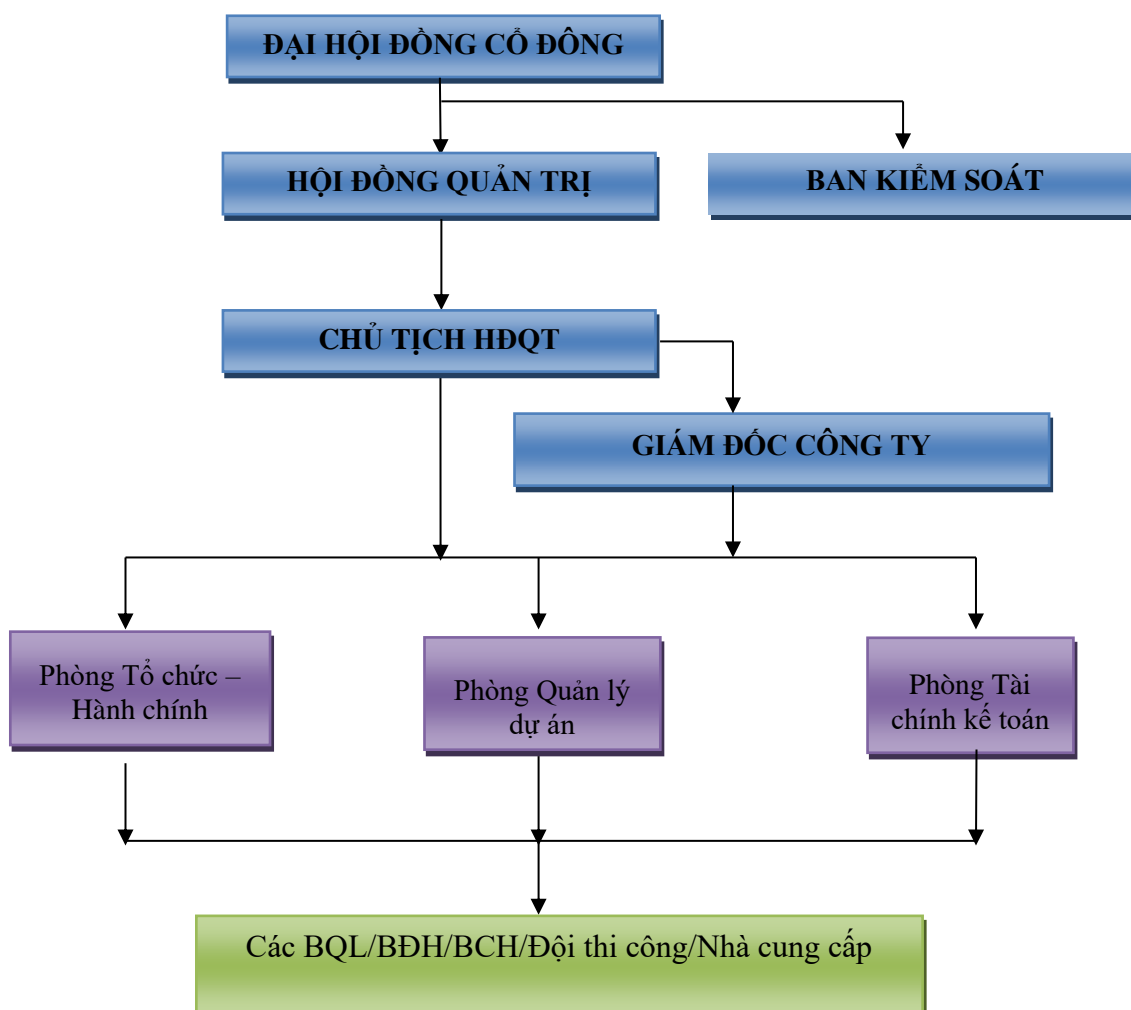 ĐẠI HỘI ĐỒNG CỔ ĐÔNG
HỘI ĐỒNG QUẢN TRỊ
BAN KIỂM SOÁT
CHỦ TỊCH HĐQT
GIÁM ĐỐC CÔNG TY
Phòng Tổ chức –
Hành chính
Phòng Quản lý
dự án
Phòng Tài
chính kế toán
Các BQL/BĐH/BCH/Đội thi công/Nhà cung cấp